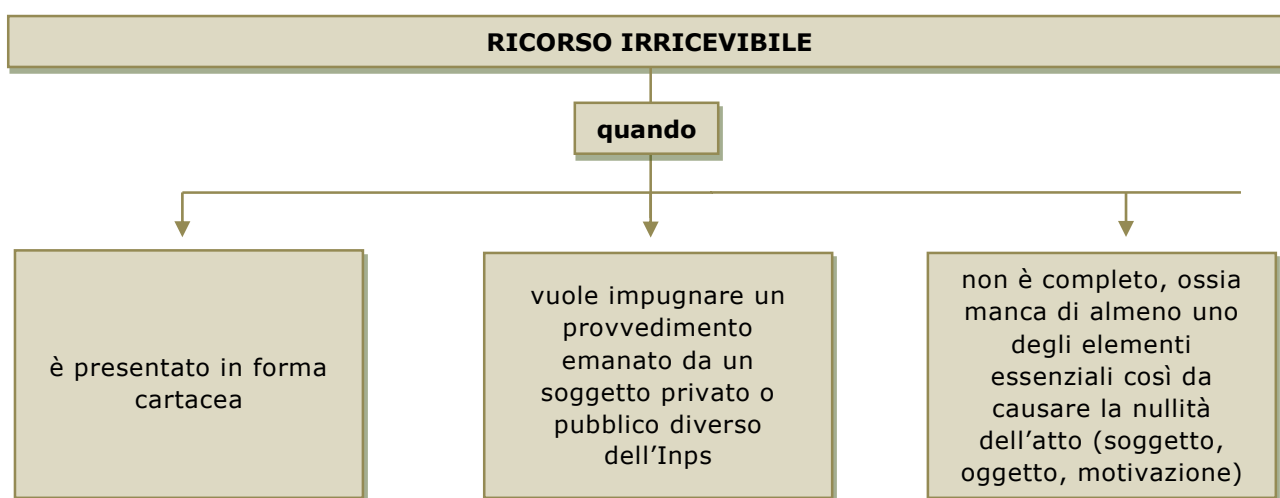 RICORSO IRRICEVIBILE
quando
è presentato in forma
cartacea
vuole impugnare un
provvedimento
emanato da un
soggetto privato o
pubblico diverso
dell’Inps
non è completo, ossia
manca di almeno uno
degli elementi
essenziali così da
causare la nullità
dell’atto (soggetto,
oggetto, motivazione)